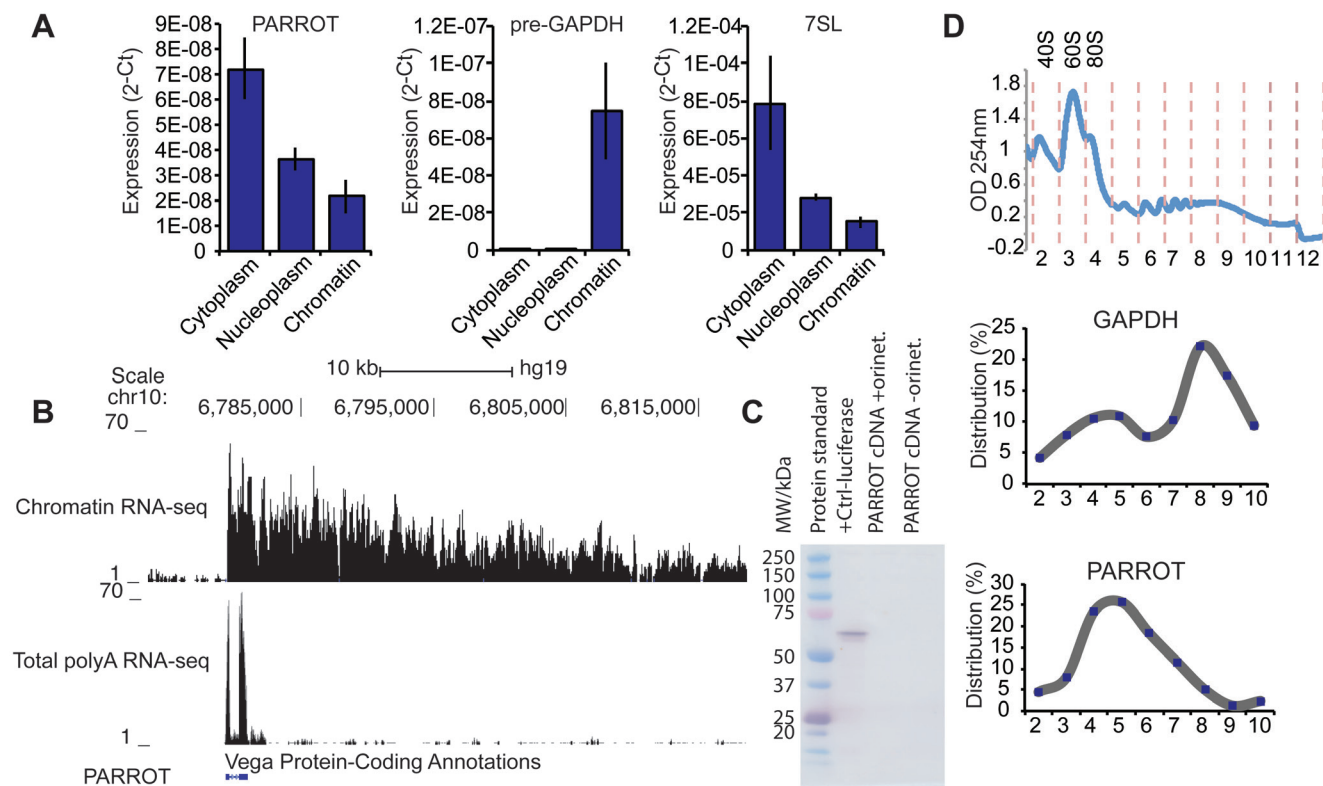 A
PARROT
Expression (2-Ct)
9E-08
8E-08
7E-08
6E-08
5E-08
4E-08
3E-08
2E-08
1E-08
0
Cytoplasm
Nucleoplasm
Chromatin
pre-GAPDH
Expression (2-Ct)
1.2E-07
1E-07
8E-08
6E-08
4E-08
2E-08
0
Cytoplasm
Nucleoplasm
Chromatin
7SL
Expression (2-Ct)
1E-04
1E-04
8E-05
6E-05
4E-05
2E-05
0
Cytoplasm
Nucleoplasm
Chromatin
B
Scale
10 kb
hg19
chr10:
6,785,000
6,795,000
6,805,000
6,815,000
70 _
Chromatin RNA-seq
1 _
70 _
Total polyA RNA-seq
1 _
Vega Protein-Coding Annotations
PARROT
C
MW/kDa
Protein standard
+Ctrl-luciferase
PARROT cDNA +orinet.
PARROT cDNA -orinet.
250
150
100
75
50
37
25
20
D
40S
60S
80S
OD 254nm
1.8
1.4
1
0.6
0.2
-0.2
2 3 4 5 6 7 8 9 10 11 12
GAPDH
Distribution (%)
25
20
15
10
5
0
2 3 4 5 6 7 8 9 10
PARROT
Distribution (%)
30
25
20
15
10
5
0
2 3 4 5 6 7 8 9 10